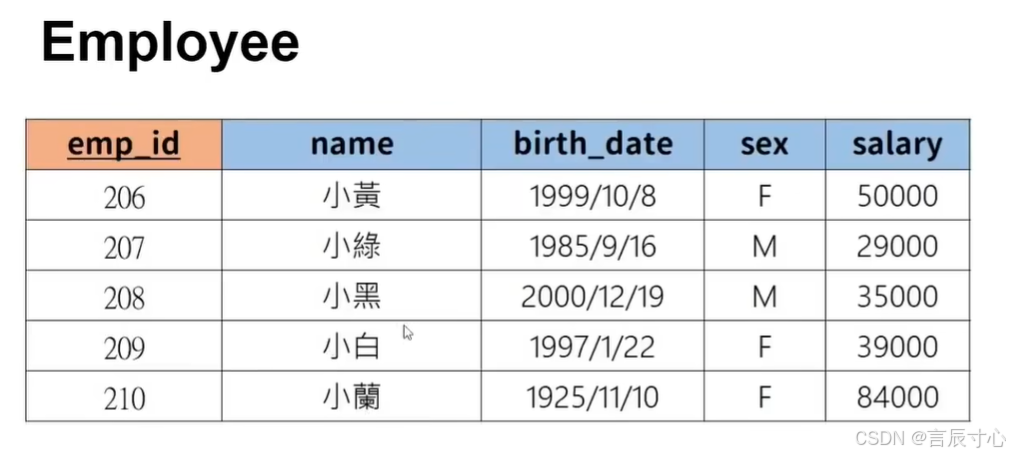 Employee
emp_id name birth_date sex salary
206 小黃 1999/10/8 F 50000
207 小綠 1985/9/16 M 29000
208 小黑 2000/12/19 M 35000
209 小白 1997/1/22 F 39000
210 小蘭 1925/11/10 F 84000
CSDN @言辰寸心